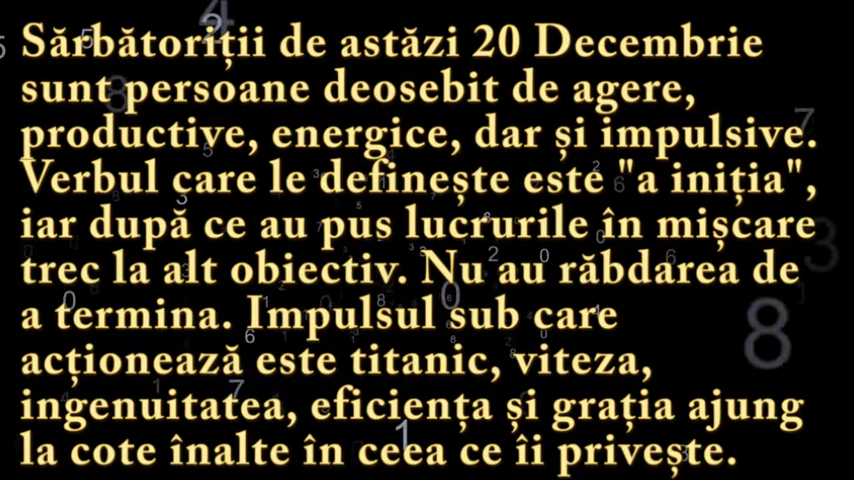 Sărbătoriții de astăzi 20 Decembrie
sunt persoane deosebit de agere,
productive, energice, dar și impulsive.
Verbul care le definește este "a iniția",
iar după ce au pus lucrurile în mișcare
trec la alt obiectiv. Nu au răbdarea de
a termina. Impulsul sub care
acționează este titanic, viteza,
ingenuitatea, eficiența și grația ajung
la cote înalte în ceea ce îi privește.